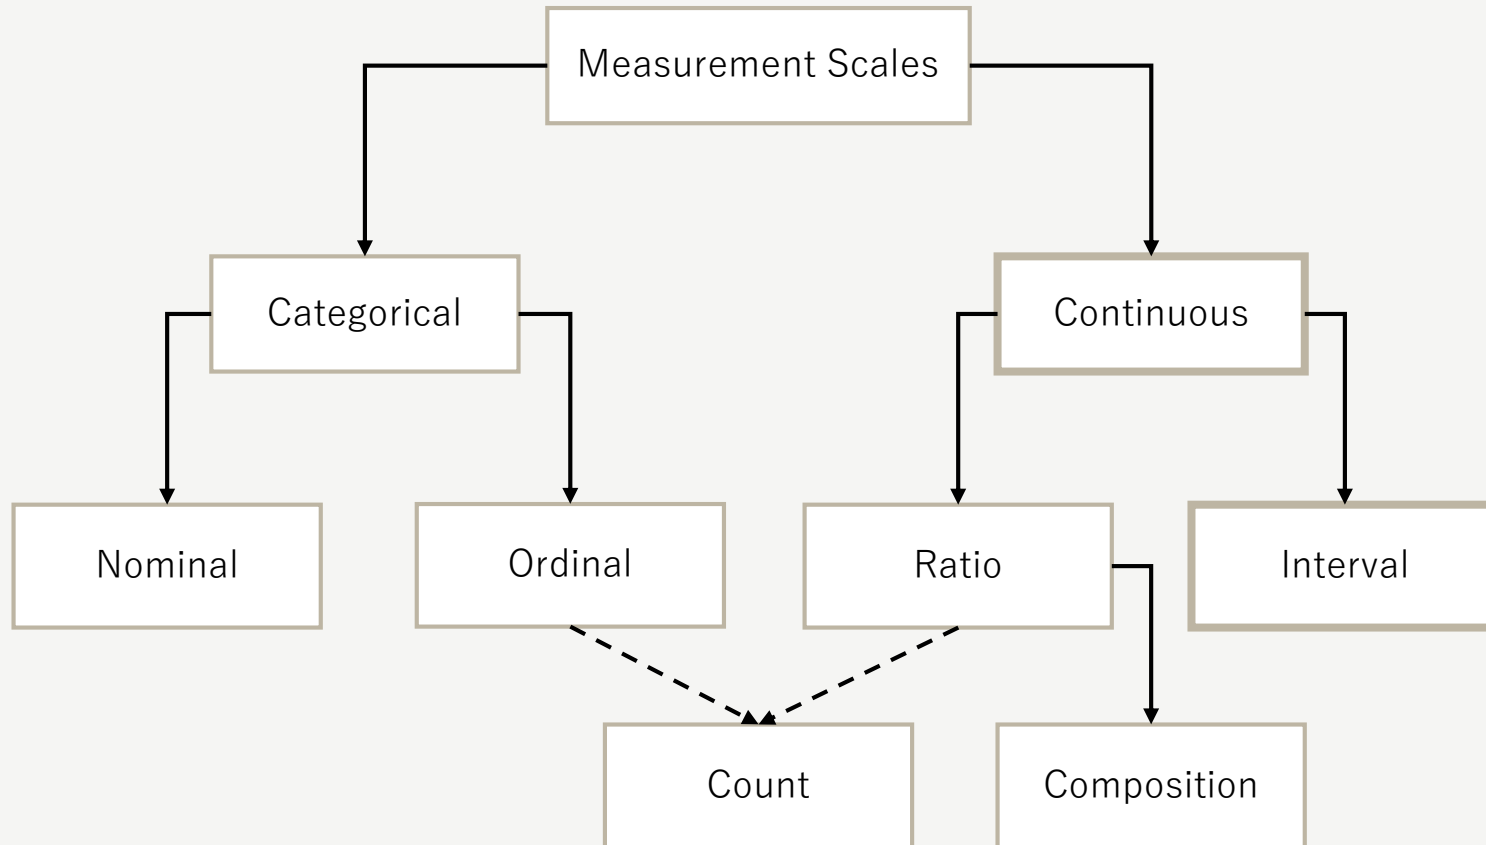 Measurement Scales
Categorical
Continuous
Nominal
Ordinal
Ratio
Interval
Count
Composition